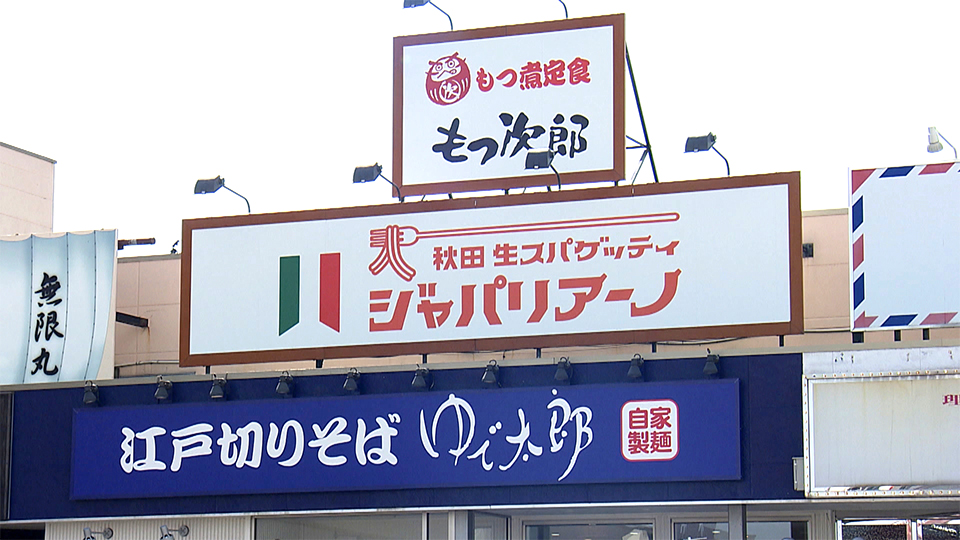 もつ煮定食
もつ次郎
秋田 生スパゲッティ
ジャパリアーノ
無限丸
江戸切りそば ゆで太郎
自家
製麺